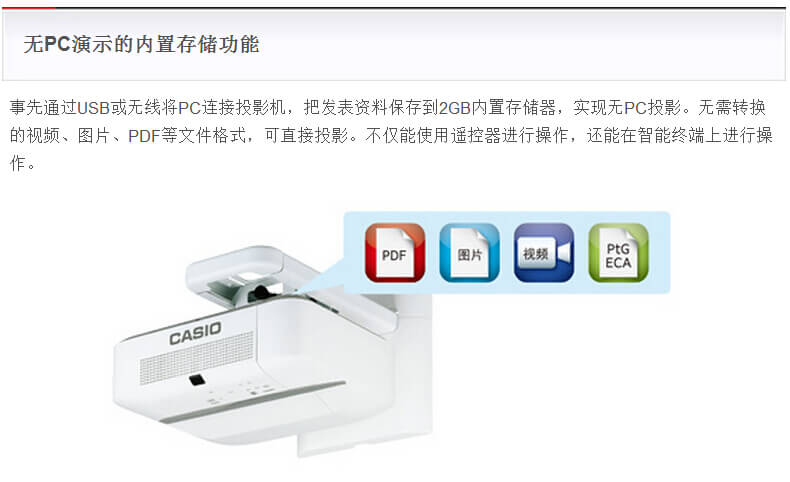 无PC演示的内置存储功能
事先通过USB或无线将PC连接投影机，把发表资料保存到2GB内置存储器，实现无PC投影。无需转换
的视频、图片、PDF等文件格式，可直接投影。不仅能使用遥控器进行操作，还能在智能终端上进行操
作。
PDF
图片
视频
PtG
ECA
CASIO